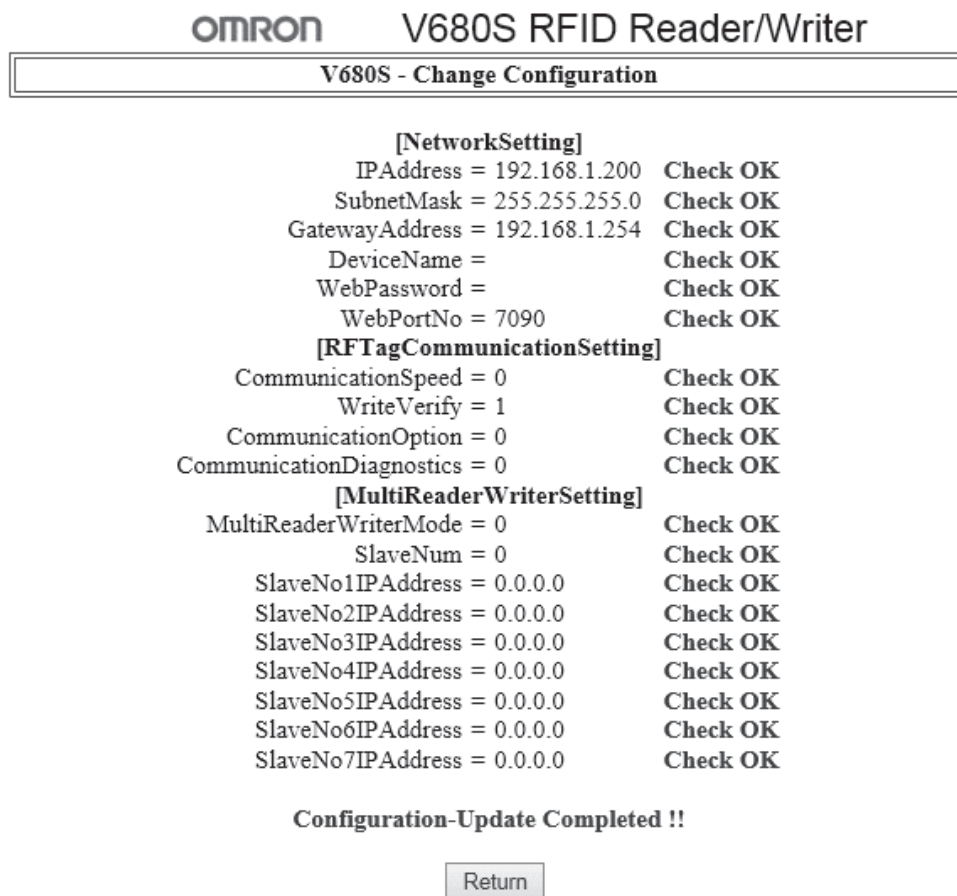 OMRON V680S RFID Reader/Writer
V680S - Change Configuration
[NetworkSetting]
IPAddress = 192.168.1.200 Check OK
SubnetMask = 255.255.255.0 Check OK
GatewayAddress = 192.168.1.254 Check OK
DeviceName = Check OK
WebPassword = Check OK
WebPortNo = 7090 Check OK
[RFTagCommunicationSetting]
CommunicationSpeed = 0 Check OK
WriteVerify = 1 Check OK
CommunicationOption = 0 Check OK
CommunicationDiagnostics = 0 Check OK
[MultiReaderWriterSetting]
MultiReaderWriterMode = 0 Check OK
SlaveNum = 0 Check OK
SlaveNo1IPAddress = 0.0.0.0 Check OK
SlaveNo2IPAddress = 0.0.0.0 Check OK
SlaveNo3IPAddress = 0.0.0.0 Check OK
SlaveNo4IPAddress = 0.0.0.0 Check OK
SlaveNo5IPAddress = 0.0.0.0 Check OK
SlaveNo6IPAddress = 0.0.0.0 Check OK
SlaveNo7IPAddress = 0.0.0.0 Check OK
Configuration-Update Completed !!
Return